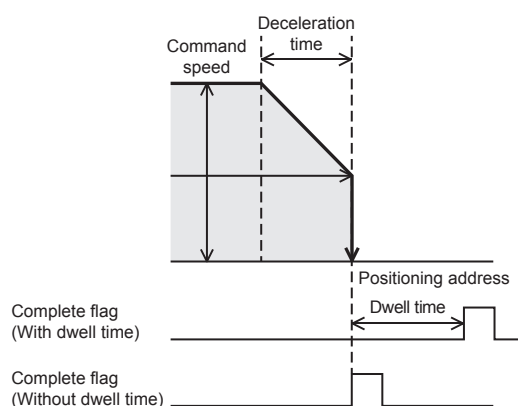 Deceleration
time
Command
speed
Positioning address
Dwell time
Complete flag
(With dwell time)
Complete flag
(Without dwell time)